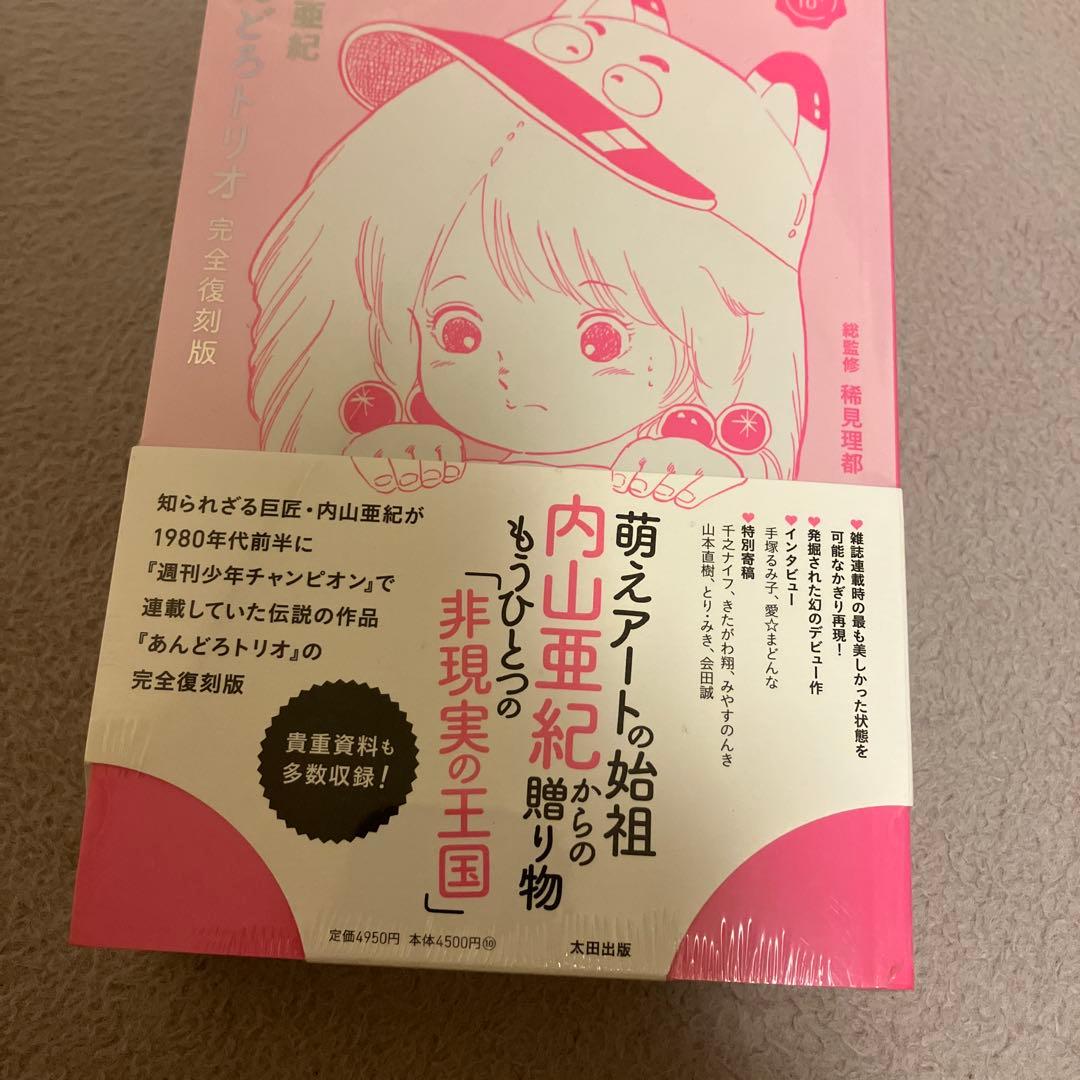 亜紀
どろトリオ 完全復刻版
10
総監修 稀見理都
知られざる巨匠・内山亜紀が
1980年代前半に
『週刊少年チャンピオン』で
連載していた伝説の作品
『あんどろトリオ』の
完全復刻版
貴重資料も
多数収録!
♥雑誌連載時の最も美しかった状態を
可能なかぎり再現!
♥発掘された幻のデビュー作
♥インタビュー
手塚るみ子、愛☆まどんな
♥特別寄稿
千之ナイフ、きたがわ翔、みやすのんき
山本直樹、とり・みき、会田誠
萌えアートの始祖
内山亜紀からの贈り物
もうひとつの
「非現実の王国」
定価4950円 本体4500円⑩
太田出版